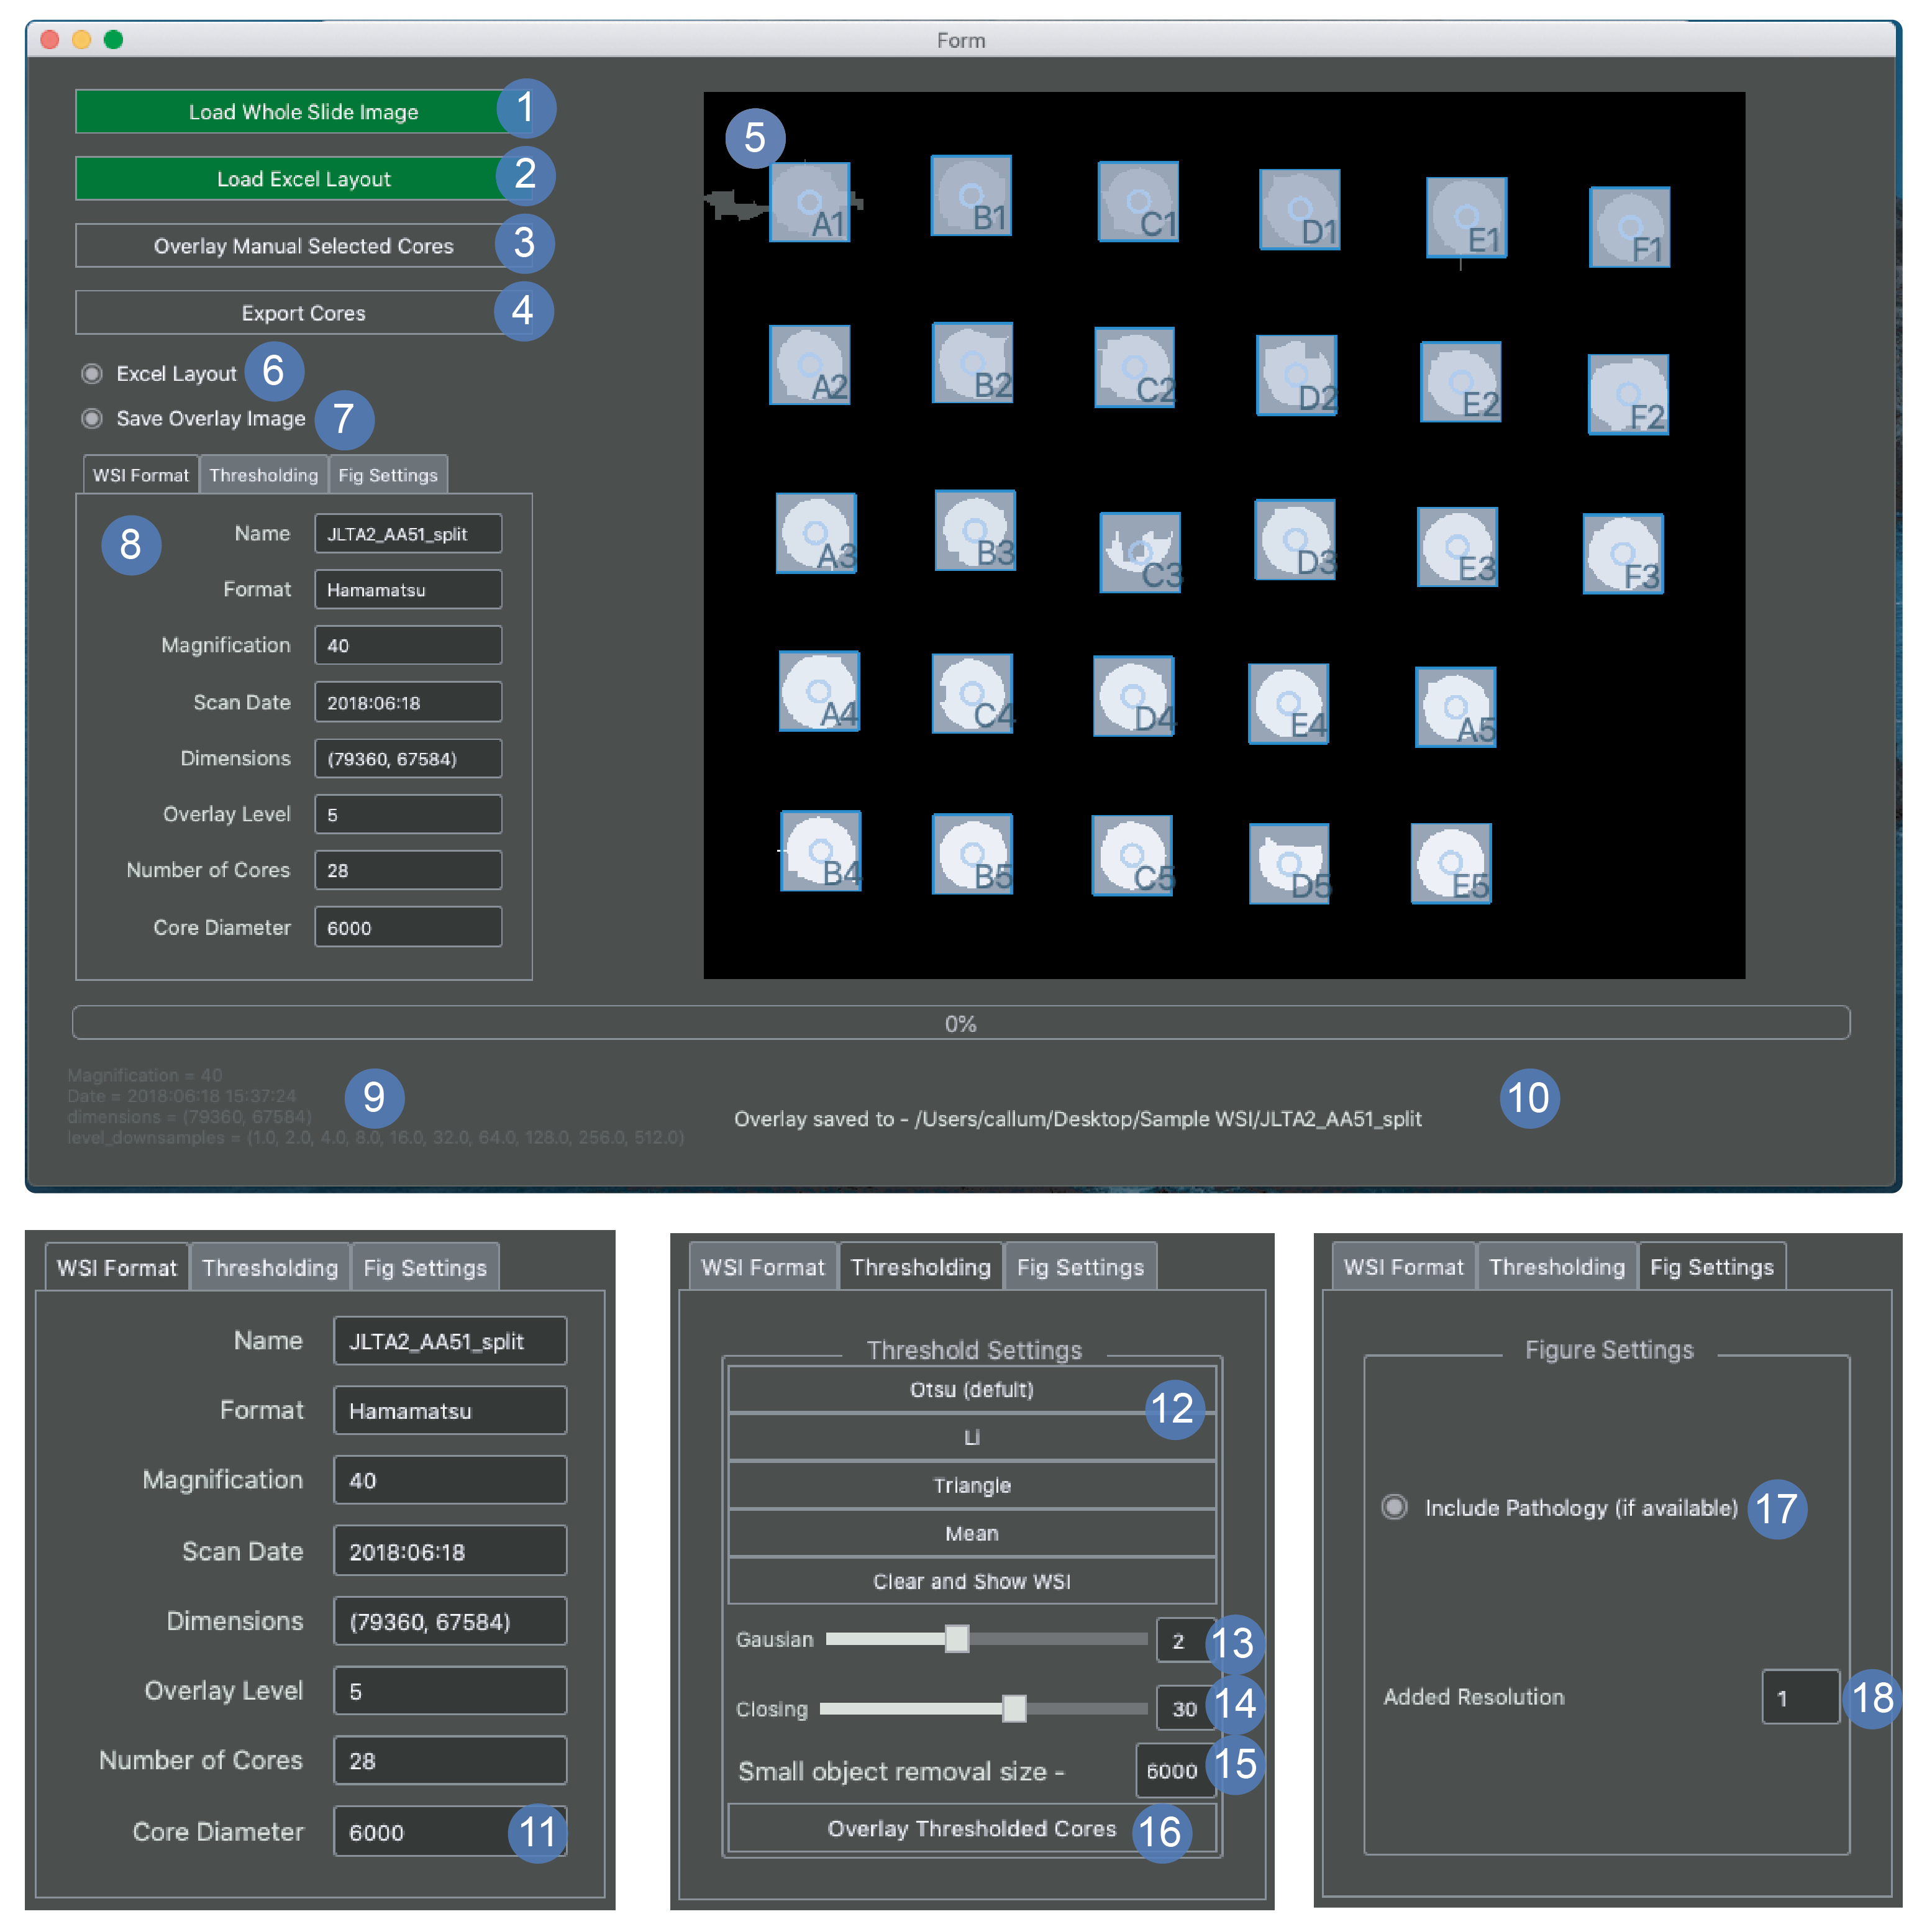 Form
Load Whole Slide Image 1
Load Excel Layout 2
Overlay Manual Selected Cores 3
Export Cores 4
Excel Layout 6
Save Overlay Image 7
WSI Format Thresholding Fig Settings
8
Name JLTA2_AA51_split
Format Hamamatsu
Magnification 40
Scan Date 2018:06:18
Dimensions (79360, 67584)
Overlay Level 5
Number of Cores 28
Core Diameter 6000
5
A1 B1 C1 D1 E1 F1
A2 B2 C2 D2 E2 F2
A3 B3 C3 D3 E3 F3
A4 C4 D4 E4 A5
B4 B5 C5 D5 E5
0%
Magnification = 40
Date = 2018:06:18 15:37:24
dimensions = (79360, 67584)
level_downsamples = (1.0, 2.0, 4.0, 8.0, 16.0, 32.0, 64.0, 128.0, 256.0, 512.0)
9
Overlay saved to - /Users/callum/Desktop/Sample WSI/JLTA2_AA51_split
10
WSI Format Thresholding Fig Settings
Name JLTA2_AA51_split
Format Hamamatsu
Magnification 40
Scan Date 2018:06:18
Dimensions (79360, 67584)
Overlay Level 5
Number of Cores 28
Core Diameter 6000 11
WSI Format Thresholding Fig Settings
Threshold Settings
Otsu (defult) 12
Li
Triangle
Mean
Clear and Show WSI
Gausian 2 13
Closing 30 14
Small object removal size - 6000 15
Overlay Thresholded Cores 16
WSI Format Thresholding Fig Settings
Figure Settings
Include Pathology (if available) 17
Added Resolution 1 18